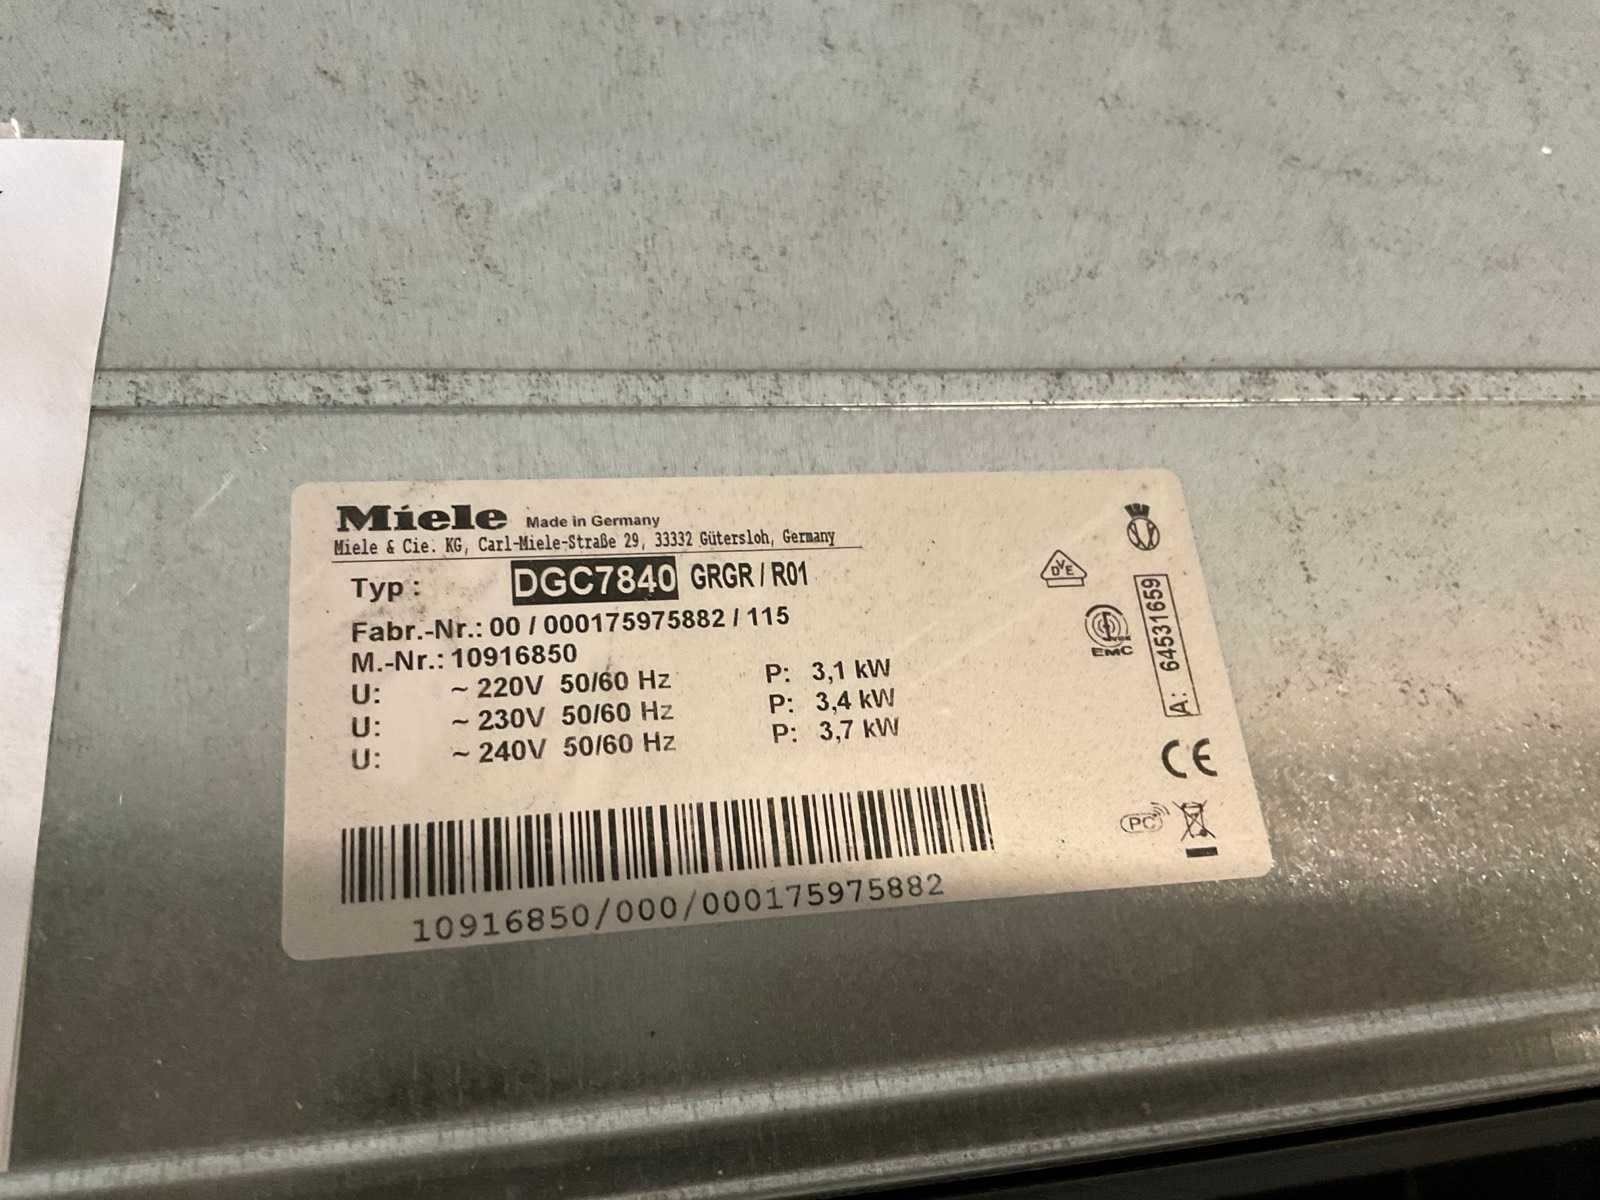 Miele Made in Germany
Miele & Cie. KG, Carl-Miele-Straße 29, 33332 Gütersloh, Germany
Typ : DGC7840 GRGR / R01
Fabr.-Nr.: 00 / 000175975882 / 115
M.-Nr.: 10916850
U: ~ 220V 50/60 Hz P: 3,1 kW
U: ~ 230V 50/60 Hz P: 3,4 kW
U: ~ 240V 50/60 Hz P: 3,7 kW
10916850/000/000175975882
DVE
EMC
A: 64531659
CE
PC